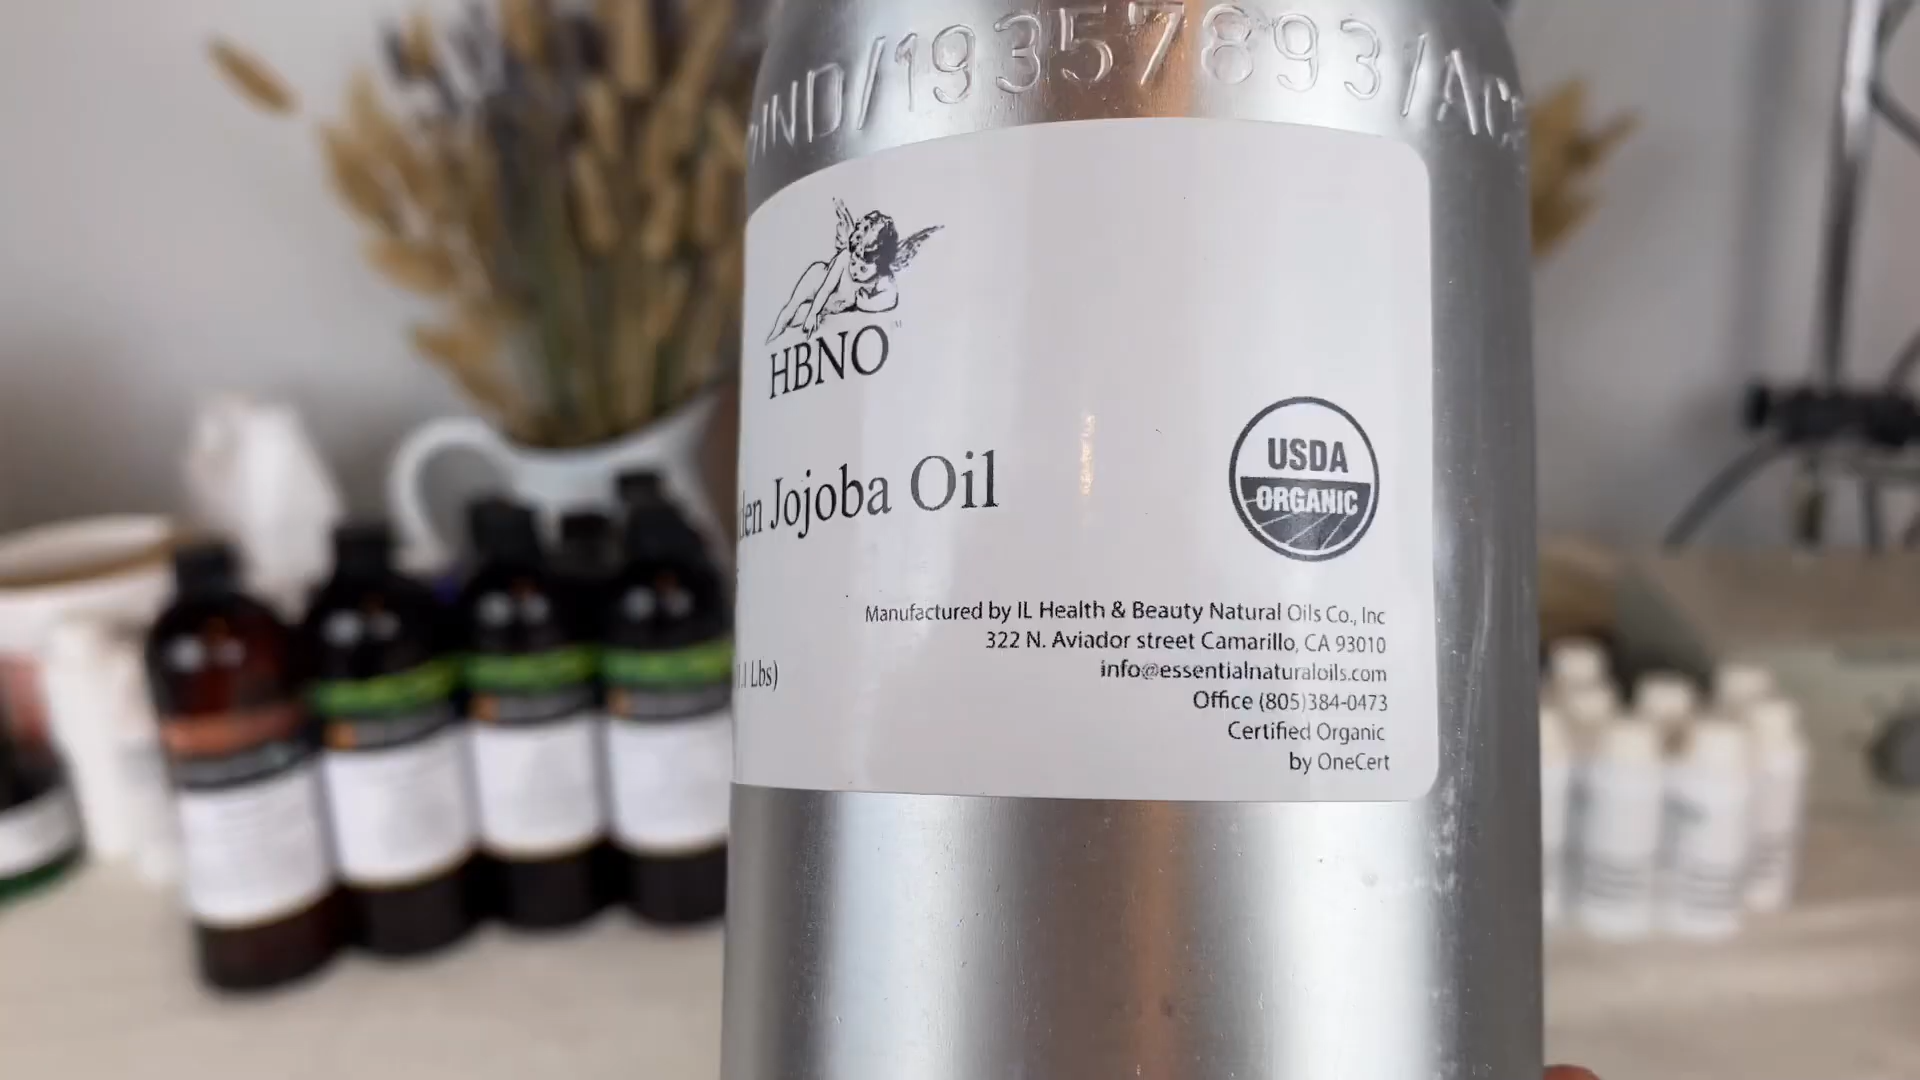 IND/19357893/Ac
HBNO
Jojoba Oil
USDA
ORGANIC
Manufactured by IL Health & Beauty Natural Oils Co., Inc
322 N. Aviador street Camarillo, CA 93010
info@essentialnaturaloils.com
Office (805)384-0473
Certified Organic
by OneCert
Lbs)